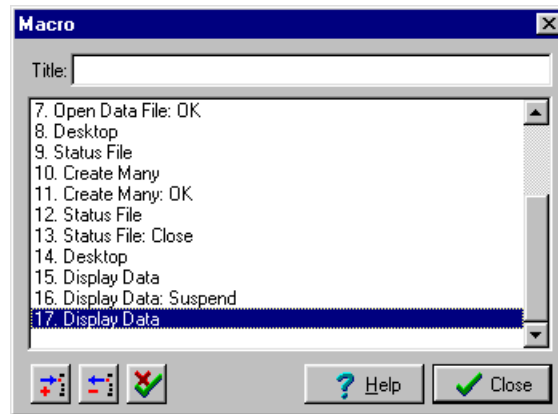 Macro
Title:
7. Open Data File: OK
8. Desktop
9. Status File
10. Create Many
11. Create Many: OK
12. Status File
13. Status File: Close
14. Desktop
15. Display Data
16. Display Data: Suspend
17. Display Data
Help
Close